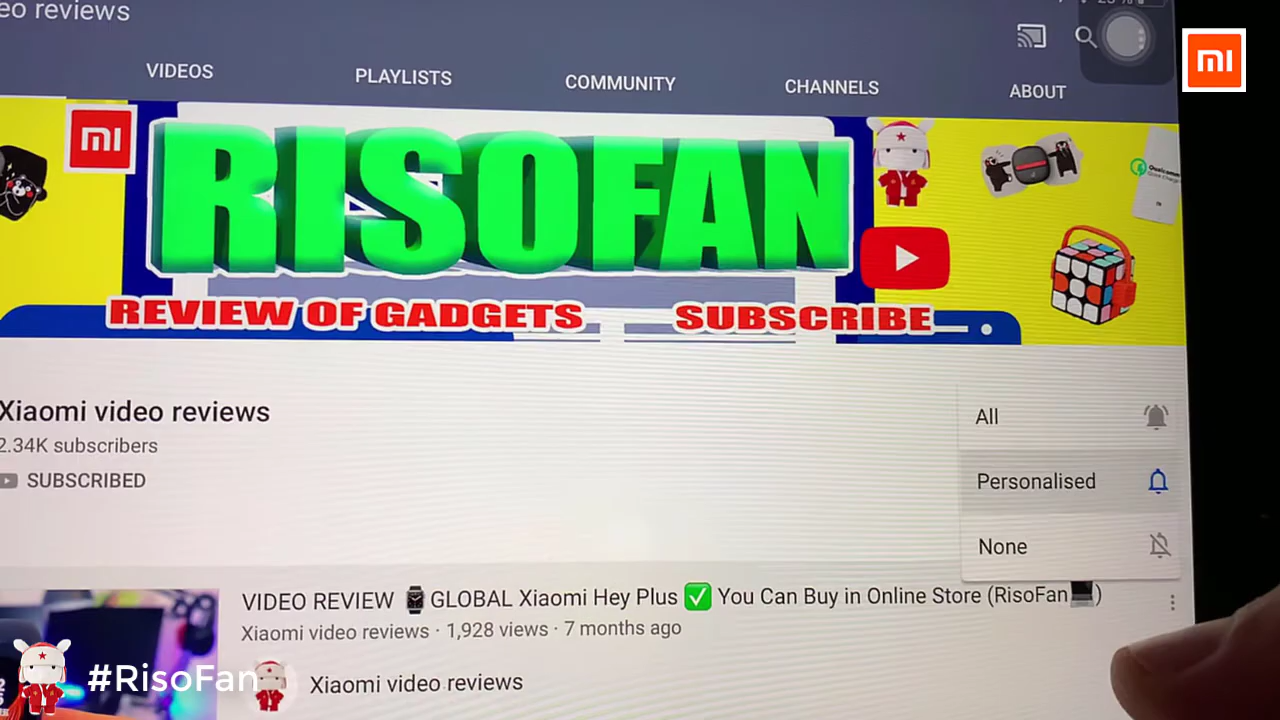 eo reviews
VIDEOS PLAYLISTS COMMUNITY CHANNELS ABOUT
mi
mi
RISOFAN
Qualcomm
REVIEW OF GADGETS SUBSCRIBE
Xiaomi video reviews
2.34K subscribers
SUBSCRIBED
All
Personalised
None
VIDEO REVIEW ⌚ GLOBAL Xiaomi Hey Plus ✅ You Can Buy in Online Store (RisoFan💻)
Xiaomi video reviews · 1,928 views · 7 months ago
Xiaomi video reviews
#RisoFan